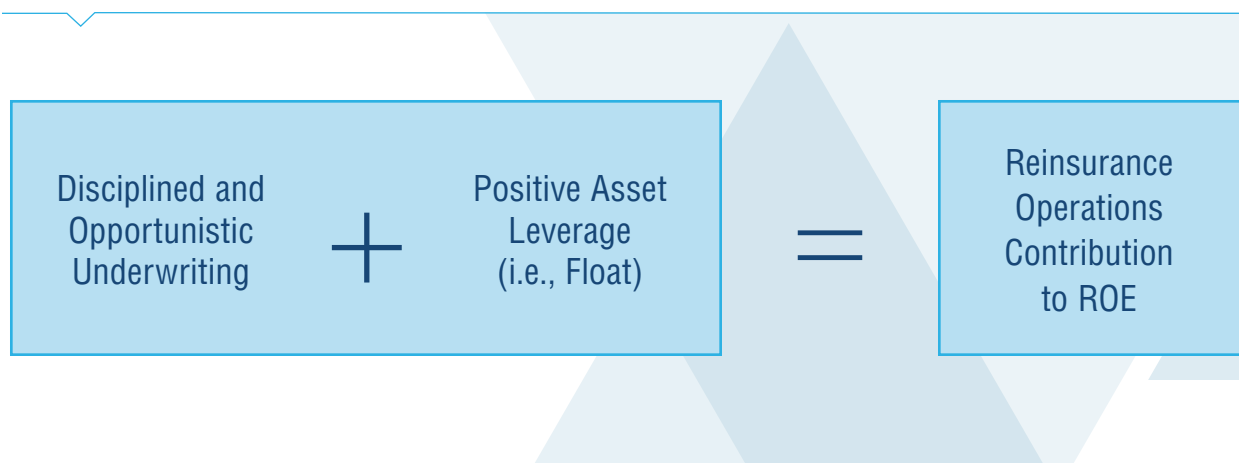 Disciplined and
Opportunistic
Underwriting
+
Positive Asset
Leverage
(i.e., Float)
=
Reinsurance
Operations
Contribution
to ROE